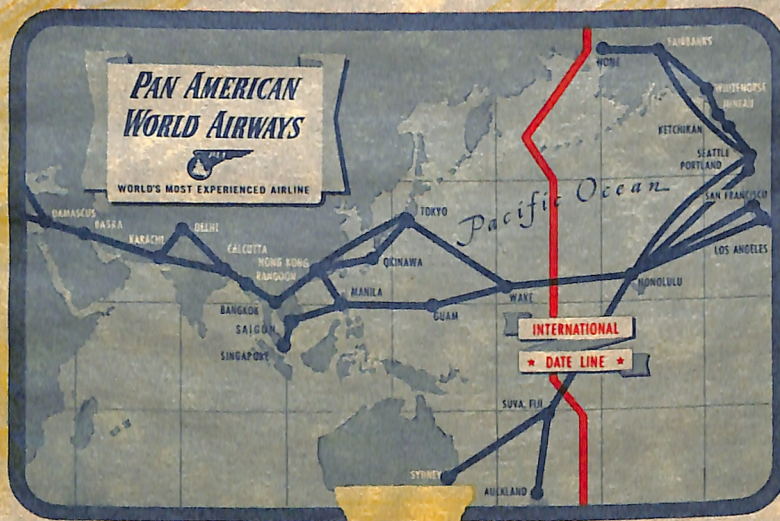 PAN AMERICAN
WORLD AIRWAYS
PAA
WORLD'S MOST EXPERIENCED AIRLINE
NOME
FAIRBANKS
WHITEHORSE
JUNEAU
KETCHIKAN
SEATTLE
PORTLAND
SAN FRANCISCO
LOS ANGELES
Pacific Ocean
DAMASCUS
BASRA
KARACHI
DELHI
CALCUTTA
HONG KONG
RANGOON
TOKYO
OKINAWA
MANILA
BANGKOK
SAIGON
SINGAPORE
GUAM
WAKE
HONOLULU
INTERNATIONAL
★ DATE LINE ★
SUVA, FIJI
SYDNEY
AUCKLAND